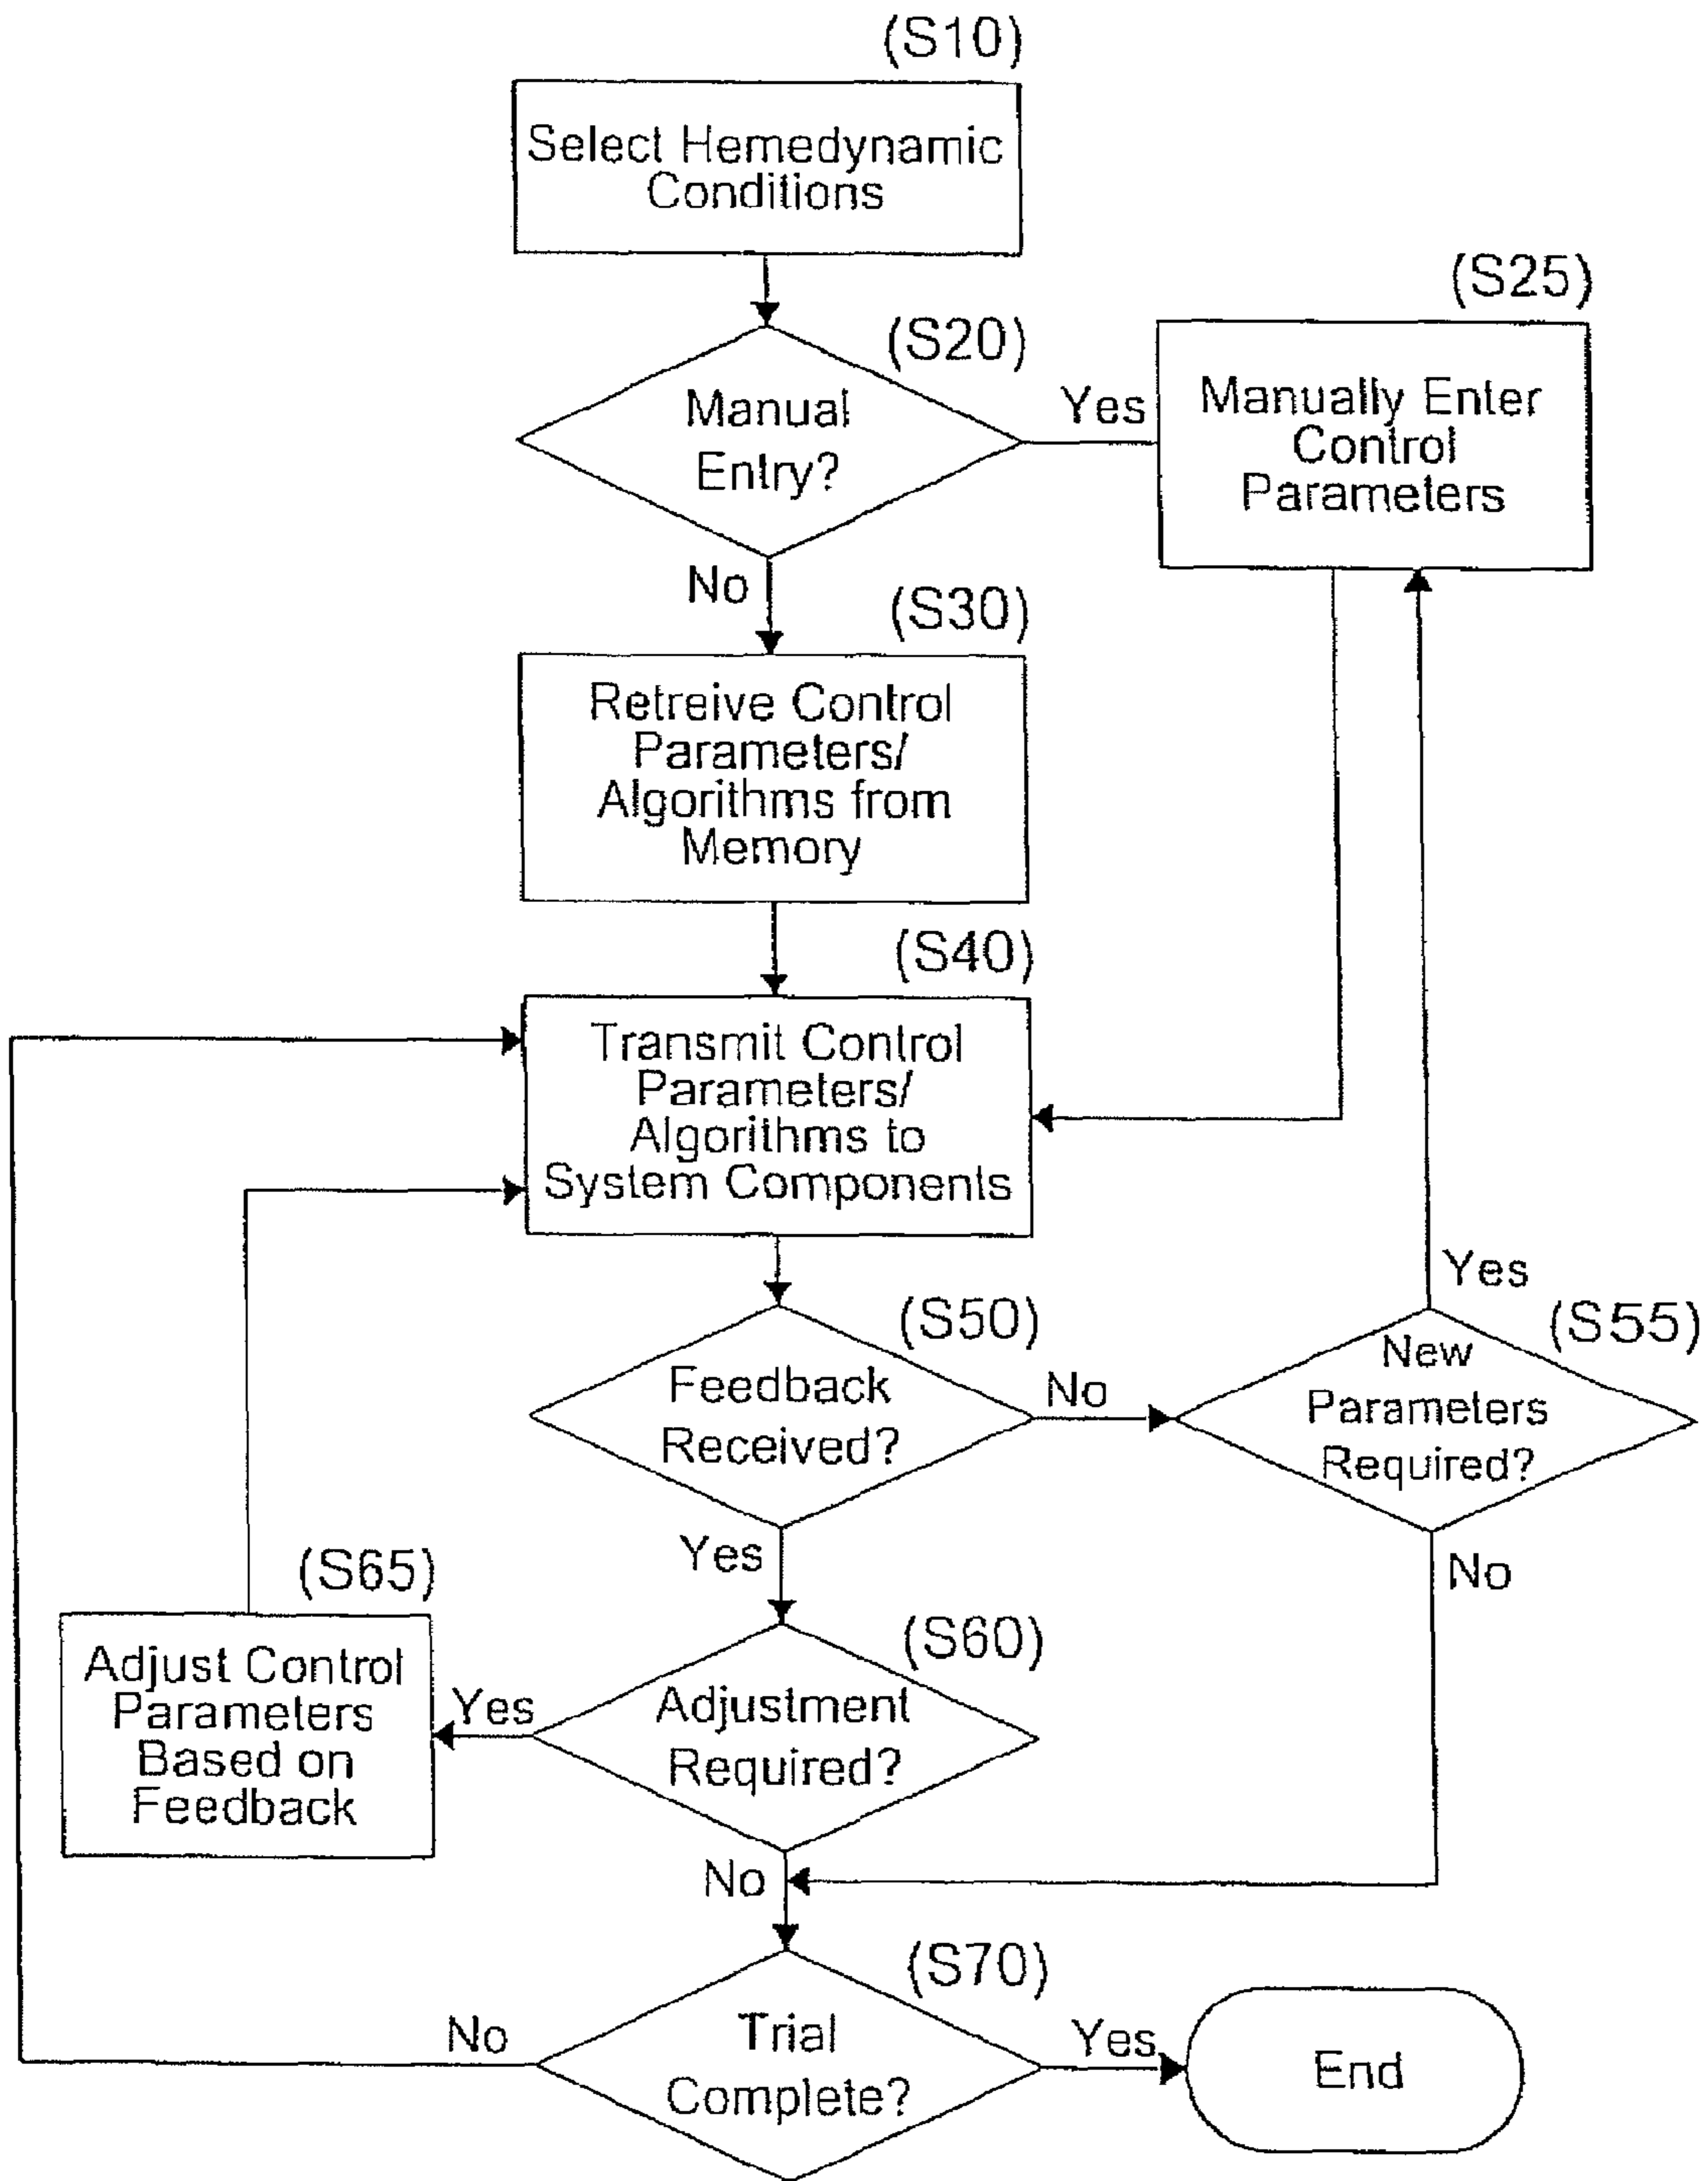 (S10)
Select Hemedynamic
Conditions
(S20)
Manual
Entry?
Yes
(S25)
Manually Enter
Control
Parameters
No
(S30)
Retreive Control
Parameters/
Algorithms from
Memory
(S40)
Transmit Control
Parameters/
Algorithms to
System Components
(S50)
Feedback
Received?
No
Yes
(S55)
New
Parameters
Required?
No
Yes
(S60)
Adjustment
Required?
Yes
(S65)
Adjust Control
Parameters
Based on
Feedback
No
(S70)
Trial
Complete?
No
Yes
End